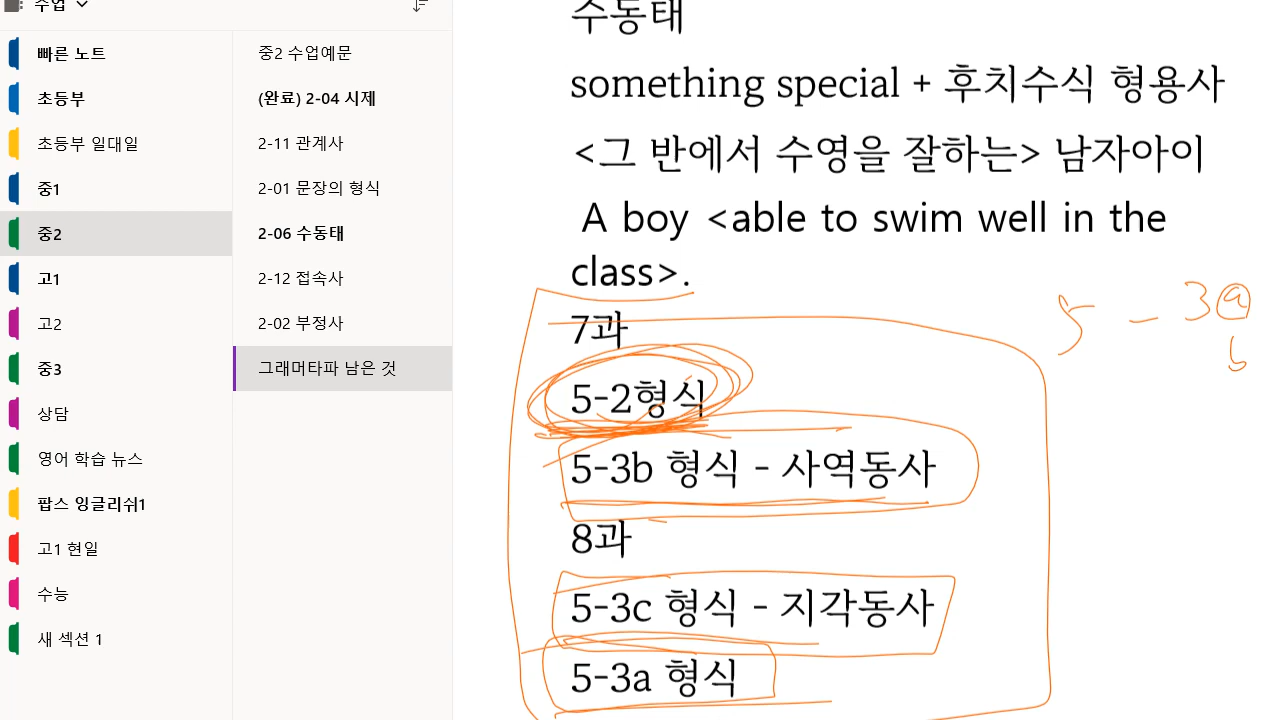 수업
빠른 노트
초등부
초등부 일대일
중1
중2
고1
고2
중3
상담
영어 학습 뉴스
팝스 잉글리쉬1
고1 현일
수능
새 섹션 1
중2 수업예문
(완료) 2-04 시제
2-11 관계사
2-01 문장의 형식
2-06 수동태
2-12 접속사
2-02 부정사
그래머타파 남은 것
수동태
something special + 후치수식 형용사
<그 반에서 수영을 잘하는> 남자아이
A boy <able to swim well in the
class>.
7과
5-2형식
5-3b 형식 - 사역동사
8과
5-3c 형식 - 지각동사
5-3a 형식
5 - 3 a
b